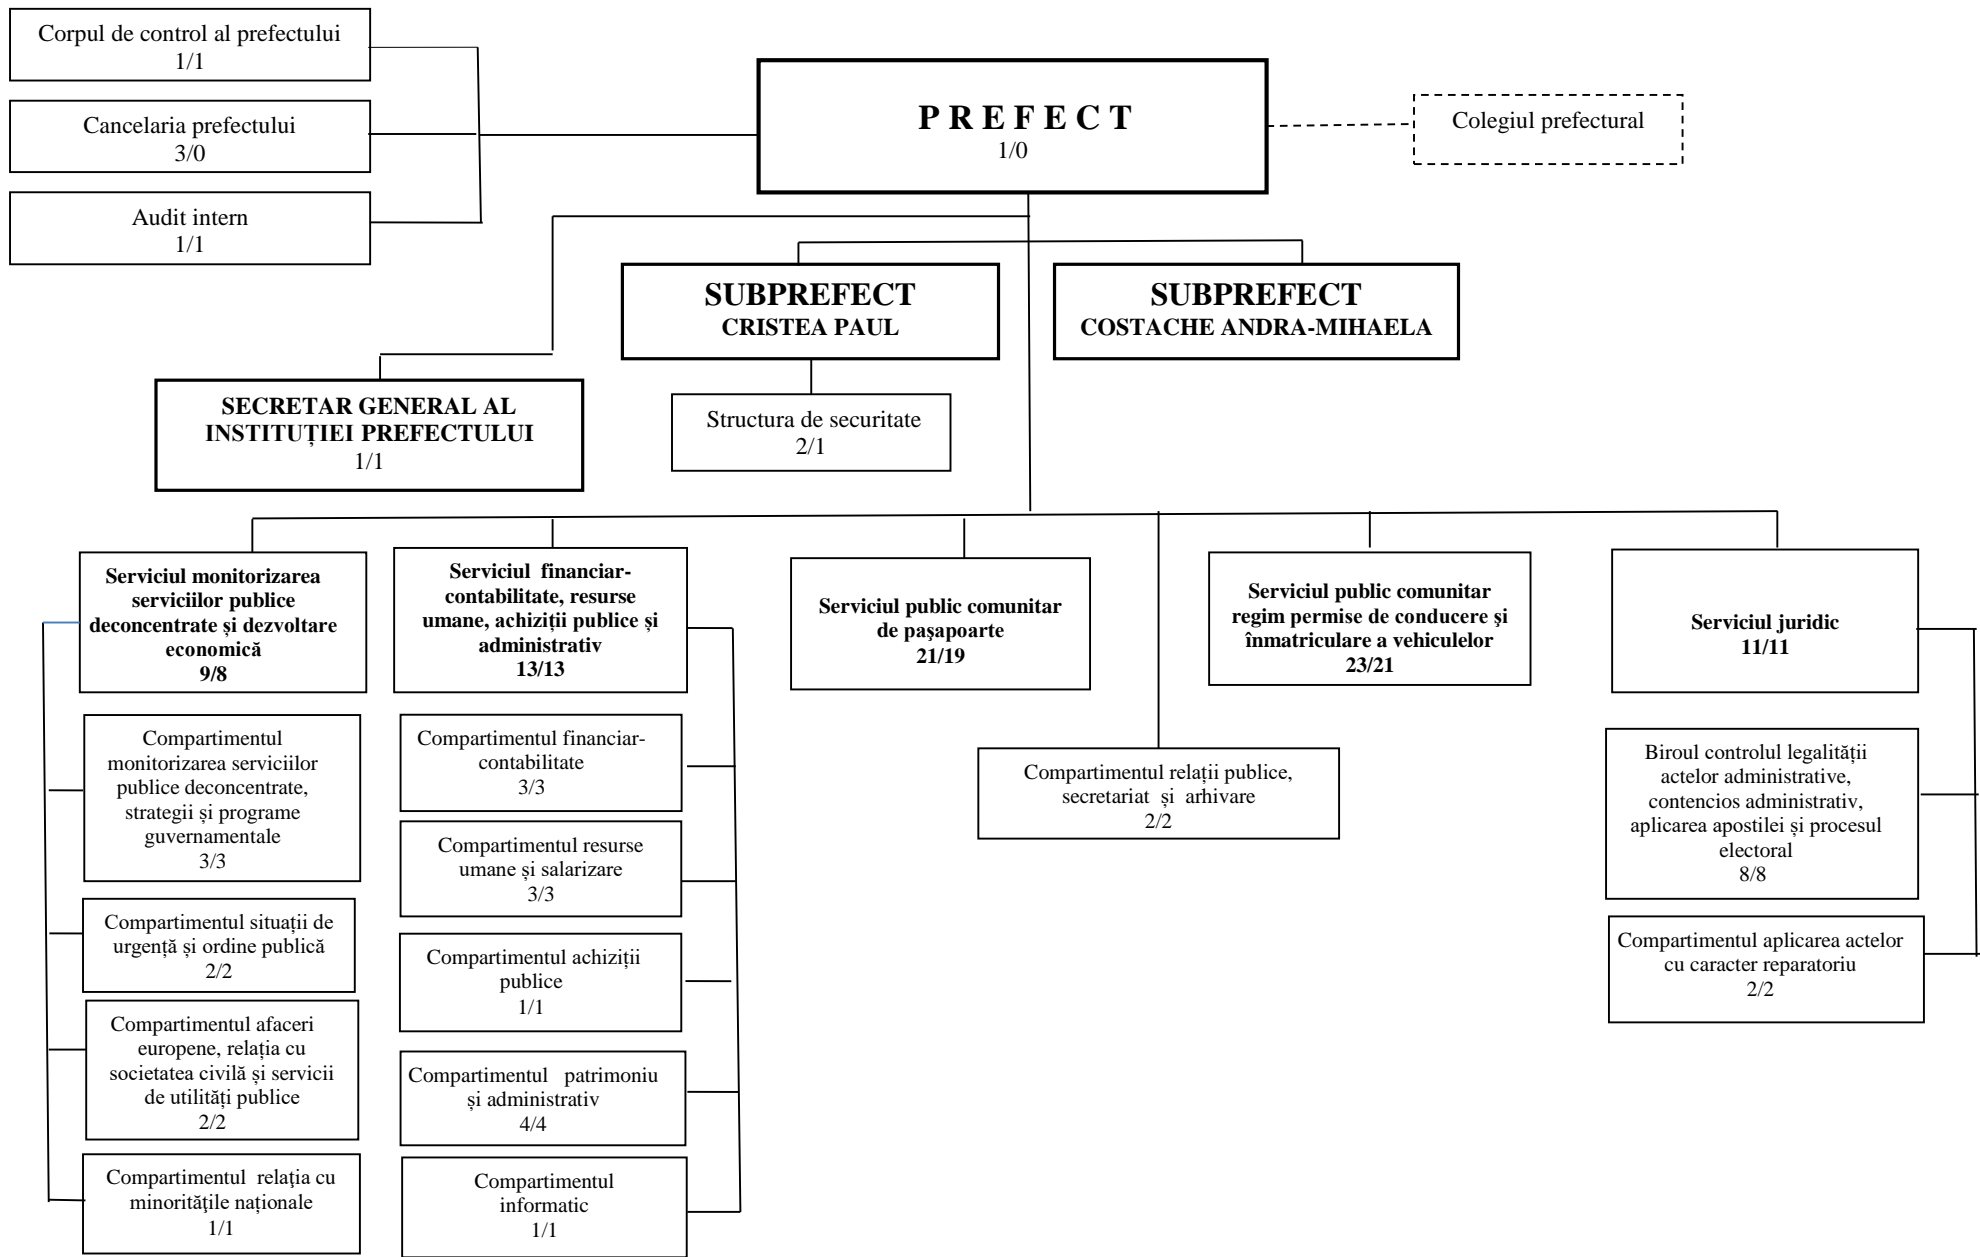 Corpul de control al prefectului
1/1
Cancelaria prefectului
3/0
Audit intern
1/1
P R E F E C T
1/0
Colegiul prefectural
SUBPREFECT
CRISTEA PAUL
SUBPREFECT
COSTACHE ANDRA-MIHAELA
SECRETAR GENERAL AL
INSTITUȚIEI PREFECTULUI
1/1
Structura de securitate
2/1
Serviciul monitorizarea
serviciilor publice
deconcentrate și dezvoltare
economică
9/8
Serviciul financiar-
contabilitate, resurse
umane, achiziții publice și
administrativ
13/13
Serviciul public comunitar
de paşapoarte
21/19
Serviciul public comunitar
regim permise de conducere şi
înmatriculare a vehiculelor
23/21
Serviciul juridic
11/11
Compartimentul
monitorizarea serviciilor
publice deconcentrate,
strategii și programe
guvernamentale
3/3
Compartimentul situații de
urgență și ordine publică
2/2
Compartimentul afaceri
europene, relația cu
societatea civilă și servicii
de utilități publice
2/2
Compartimentul relaţia cu
minorităţile naționale
1/1
Compartimentul financiar-
contabilitate
3/3
Compartimentul resurse
umane și salarizare
3/3
Compartimentul achiziții
publice
1/1
Compartimentul patrimoniu
și administrativ
4/4
Compartimentul
informatic
1/1
Compartimentul relații publice,
secretariat și arhivare
2/2
Biroul controlul legalității
actelor administrative,
contencios administrativ,
aplicarea apostilei și procesul
electoral
8/8
Compartimentul aplicarea actelor
cu caracter reparatoriu
2/2